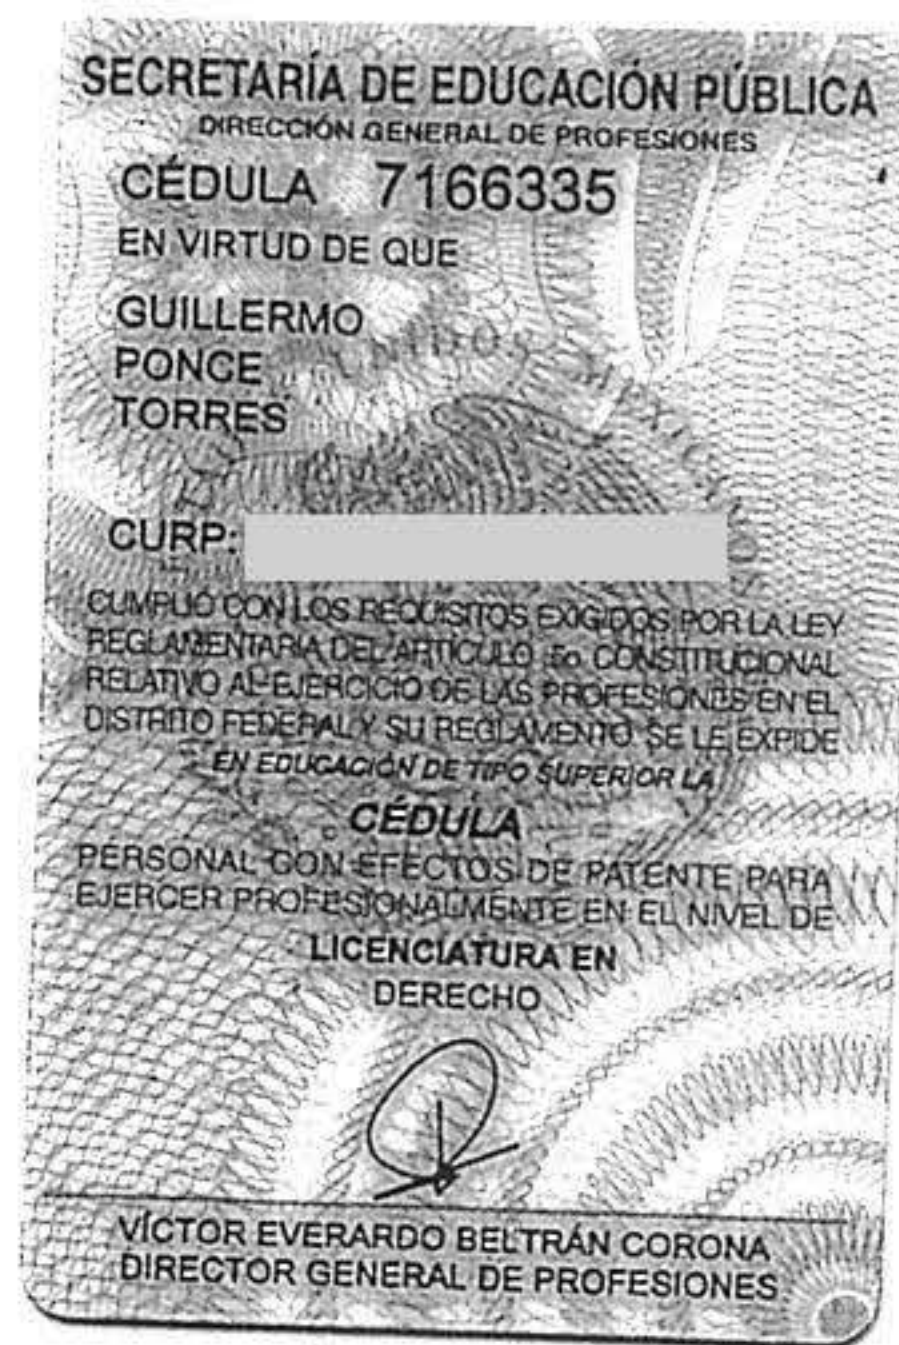 SECRETARÍA DE EDUCACIÓN PÚBLICA
DIRECCIÓN GENERAL DE PROFESIONES
CÉDULA 7166335
EN VIRTUD DE QUE
GUILLERMO
PONCE
TORRES
CURP:
CUMPLIÓ CON LOS REQUISITOS EXIGIDOS POR LA LEY
REGLAMENTARIA DEL ARTÍCULO 5o. CONSTITUCIONAL
RELATIVO AL EJERCICIO DE LAS PROFESIONES EN EL
DISTRITO FEDERAL Y SU REGLAMENTO SE LE EXPIDE
EN EDUCACIÓN DE TIPO SUPERIOR LA
CÉDULA
PERSONAL CON EFECTOS DE PATENTE PARA
EJERCER PROFESIONALMENTE EN EL NIVEL DE
LICENCIATURA EN
DERECHO
VÍCTOR EVERARDO BELTRÁN CORONA
DIRECTOR GENERAL DE PROFESIONES